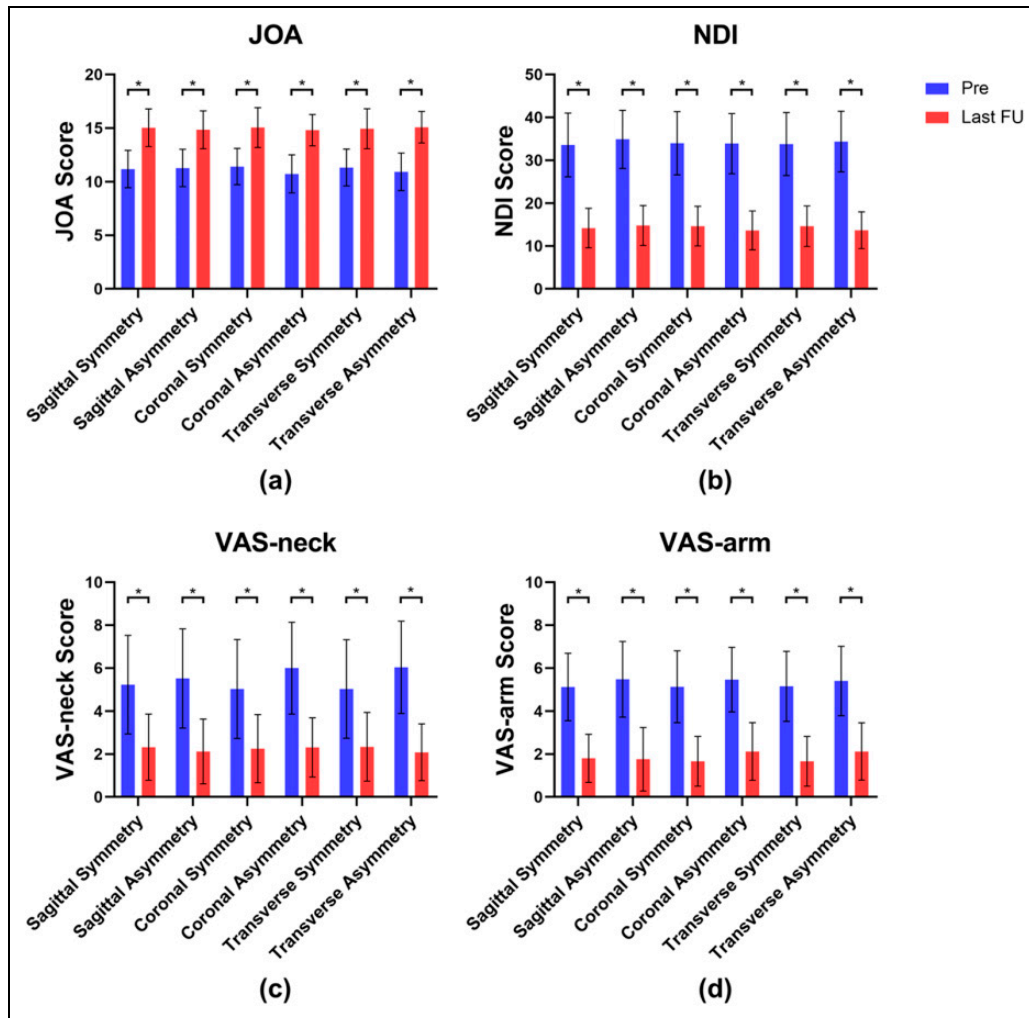 JOA
JOA Score
20
15
10
5
0
* * * * * *
Sagittal Symmetry
Sagittal Asymmetry
Coronal Symmetry
Coronal Asymmetry
Transverse Symmetry
Transverse Asymmetry
(a)
NDI
NDI Score
50
40
30
20
10
0
* * * * * *
Sagittal Symmetry
Sagittal Asymmetry
Coronal Symmetry
Coronal Asymmetry
Transverse Symmetry
Transverse Asymmetry
(b)
Pre
Last FU
VAS-neck
VAS-neck Score
10
8
6
4
2
0
* * * * * *
Sagittal Symmetry
Sagittal Asymmetry
Coronal Symmetry
Coronal Asymmetry
Transverse Symmetry
Transverse Asymmetry
(c)
VAS-arm
VAS-arm Score
10
8
6
4
2
0
* * * * * *
Sagittal Symmetry
Sagittal Asymmetry
Coronal Symmetry
Coronal Asymmetry
Transverse Symmetry
Transverse Asymmetry
(d)